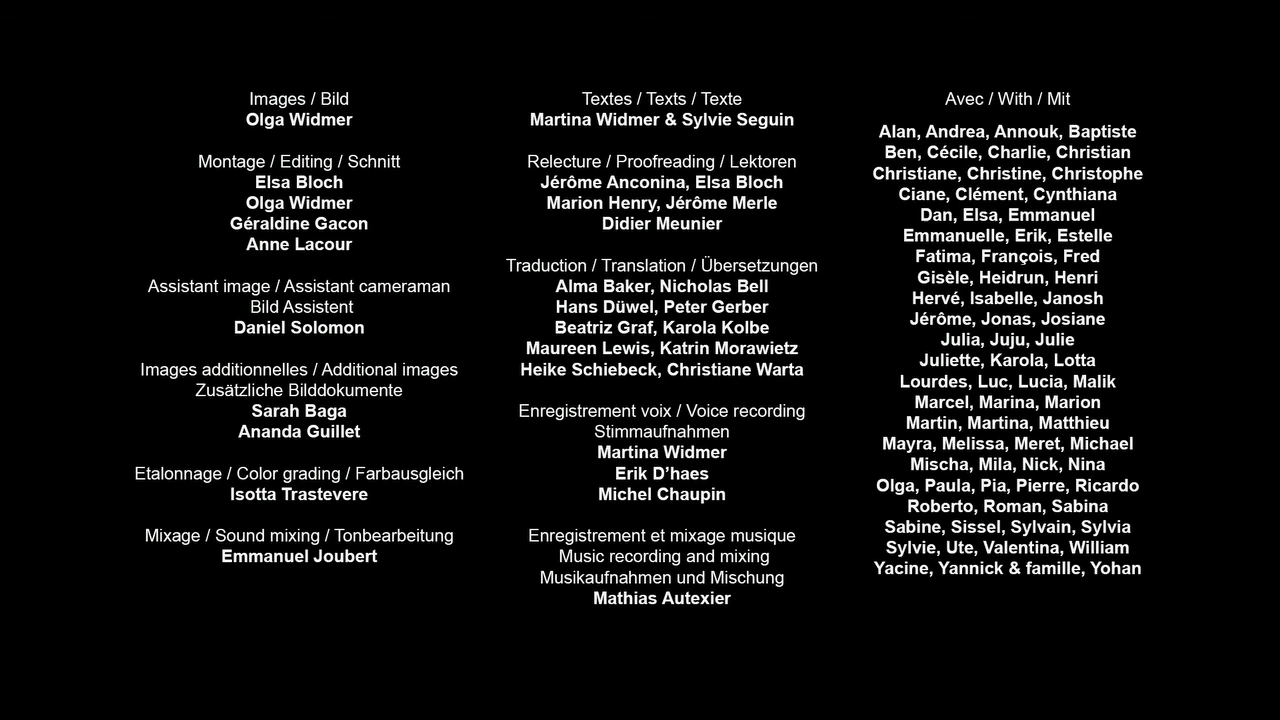 Images / Bild
Olga Widmer
Montage / Editing / Schnitt
Elsa Bloch
Olga Widmer
Géraldine Gacon
Anne Lacour
Assistant image / Assistant cameraman
Bild Assistent
Daniel Solomon
Images additionnelles / Additional images
Zusätzliche Bilddokumente
Sarah Baga
Ananda Guillet
Etalonnage / Color grading / Farbausgleich
Isotta Trastevere
Mixage / Sound mixing / Tonbearbeitung
Emmanuel Joubert
Textes / Texts / Texte
Martina Widmer & Sylvie Seguin
Relecture / Proofreading / Lektoren
Jérôme Anconina, Elsa Bloch
Marion Henry, Jérôme Merle
Didier Meunier
Traduction / Translation / Übersetzungen
Alma Baker, Nicholas Bell
Hans Düwel, Peter Gerber
Beatriz Graf, Karola Kolbe
Maureen Lewis, Katrin Morawietz
Heike Schiebeck, Christiane Warta
Enregistrement voix / Voice recording
Stimmaufnahmen
Martina Widmer
Erik D’haes
Michel Chaupin
Enregistrement et mixage musique
Music recording and mixing
Musikaufnahmen und Mischung
Mathias Autexier
Avec / With / Mit
Alan, Andrea, Annouk, Baptiste
Ben, Cécile, Charlie, Christian
Christiane, Christine, Christophe
Ciane, Clément, Cynthiana
Dan, Elsa, Emmanuel
Emmanuelle, Erik, Estelle
Fatima, François, Fred
Gisèle, Heidrun, Henri
Hervé, Isabelle, Janosh
Jérôme, Jonas, Josiane
Julia, Juju, Julie
Juliette, Karola, Lotta
Lourdes, Luc, Lucia, Malik
Marcel, Marina, Marion
Martin, Martina, Matthieu
Mayra, Melissa, Meret, Michael
Mischa, Mila, Nick, Nina
Olga, Paula, Pia, Pierre, Ricardo
Roberto, Roman, Sabina
Sabine, Sissel, Sylvain, Sylvia
Sylvie, Ute, Valentina, William
Yacine, Yannick & famille, Yohan